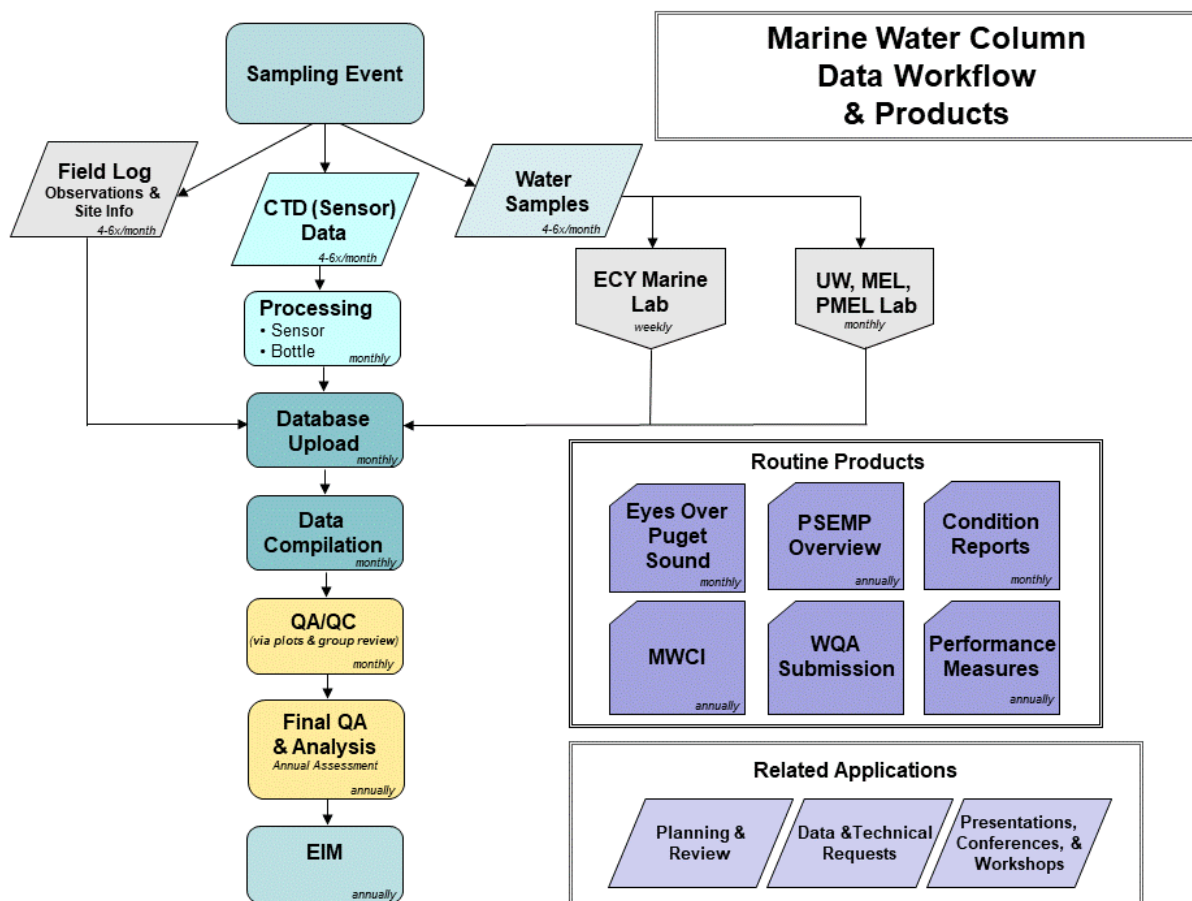 Marine Water Column
Data Workflow
& Products
Sampling Event
Field Log
Observations &
Site Info
4-6x/month
CTD (Sensor)
Data
4-6x/month
Water
Samples
4-6x/month
ECY Marine
Lab
weekly
UW, MEL,
PMEL Lab
monthly
Processing
• Sensor
• Bottle
monthly
Database
Upload
monthly
Data
Compilation
monthly
QA/QC
(via plots & group review)
monthly
Final QA
& Analysis
Annual Assessment
annually
EIM
annually
Routine Products
Eyes Over
Puget
Sound
monthly
PSEMP
Overview
annually
Condition
Reports
monthly
MWCI
annually
WQA
Submission
Performance
Measures
annually
Related Applications
Planning &
Review
Data &Technical
Requests
Presentations,
Conferences, &
Workshops